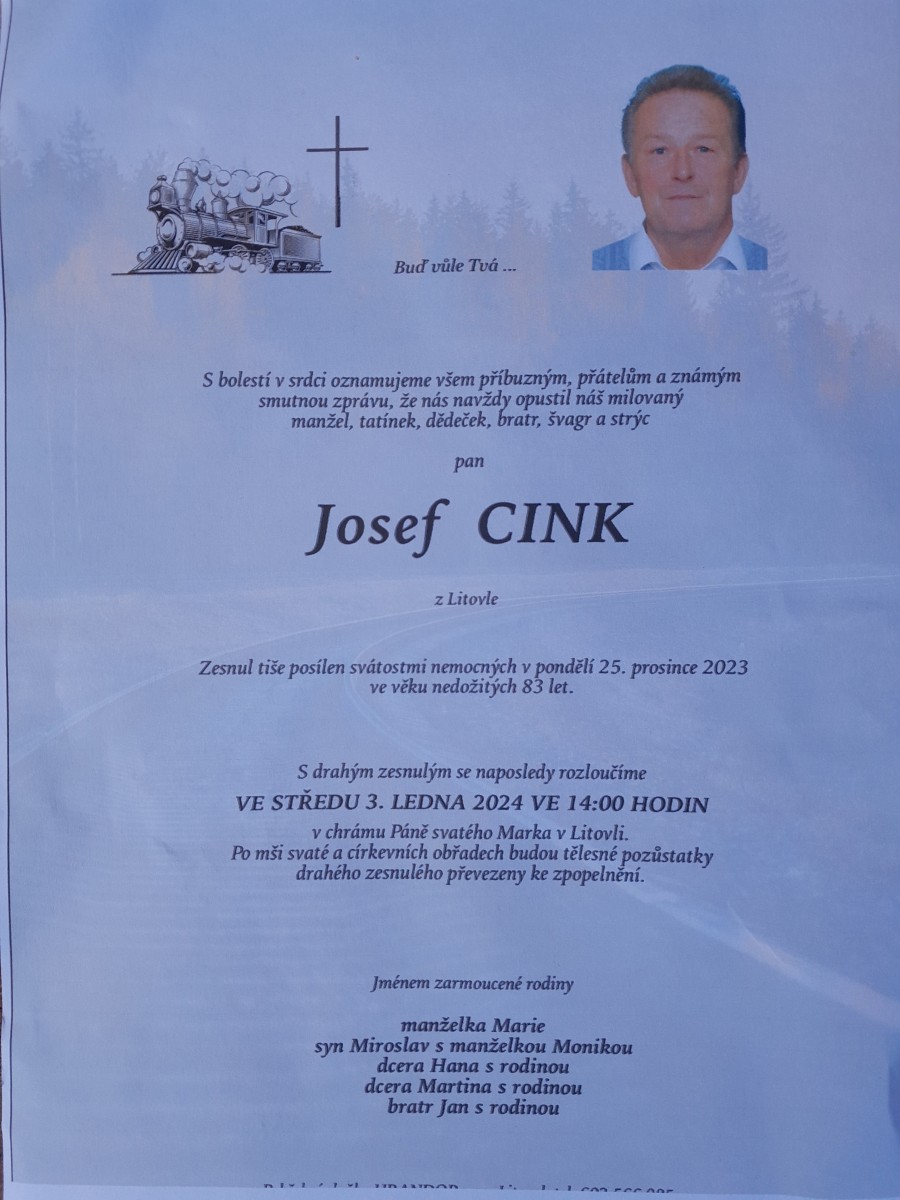 Buď vůle Tvá ...
S bolestí v srdci oznamujeme všem příbuzným, přátelům a známým
smutnou zprávu, že nás navždy opustil náš milovaný
manžel, tatínek, dědeček, bratr, švagr a strýc
pan
Josef CINK
z Litovle
Zesnul tiše posílen svátostmi nemocných v pondělí 25. prosince 2023
ve věku nedožitých 83 let.
S drahým zesnulým se naposledy rozloučíme
VE STŘEDU 3. LEDNA 2024 VE 14:00 HODIN
v chrámu Páně svatého Marka v Litovli.
Po mši svaté a církevních obřadech budou tělesné pozůstatky
drahého zesnulého převezeny ke zpopelnění.
Jménem zarmoucené rodiny
manželka Marie
syn Miroslav s manželkou Monikou
dcera Hana s rodinou
dcera Martina s rodinou
bratr Jan s rodinou